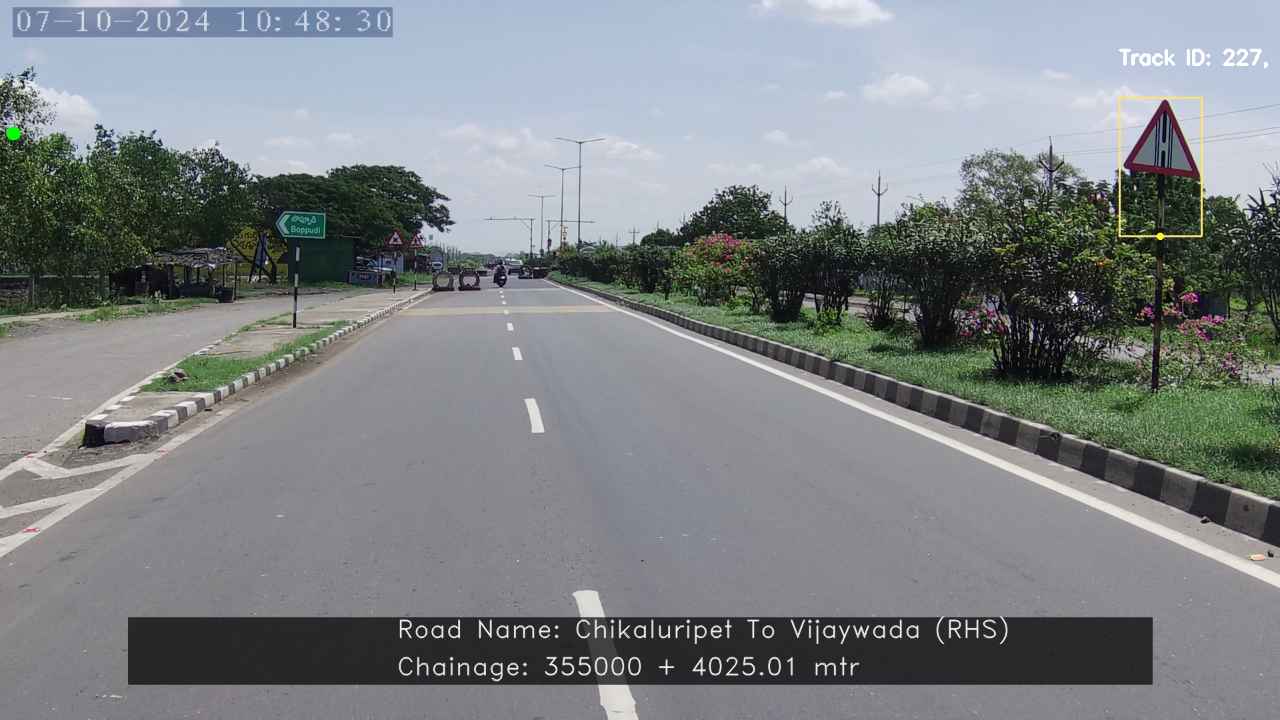 07-10-2024 10:48:30
Track ID: 227,
బొప్పూడి
Boppudi
Road Name: Chikaluripet To Vijaywada (RHS)
Chainage: 355000 + 4025.01 mtr